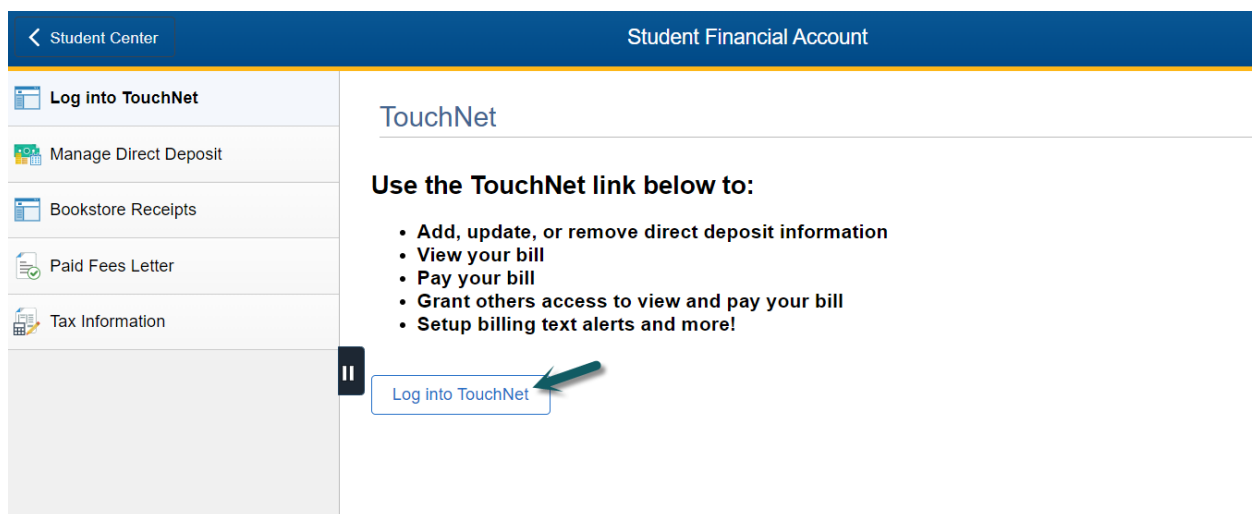 Student Center
Student Financial Account
Log into TouchNet
Manage Direct Deposit
Bookstore Receipts
Paid Fees Letter
Tax Information
TouchNet
Use the TouchNet link below to:
• Add, update, or remove direct deposit information
• View your bill
• Pay your bill
• Grant others access to view and pay your bill
• Setup billing text alerts and more!
Log into TouchNet